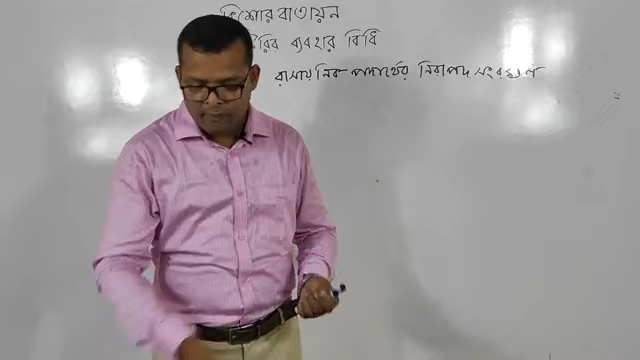 কিশোর বাতায়ন
ব্যবহার বিধি
রাসায়নিক পদার্থের নিরাপদ সংরক্ষণ